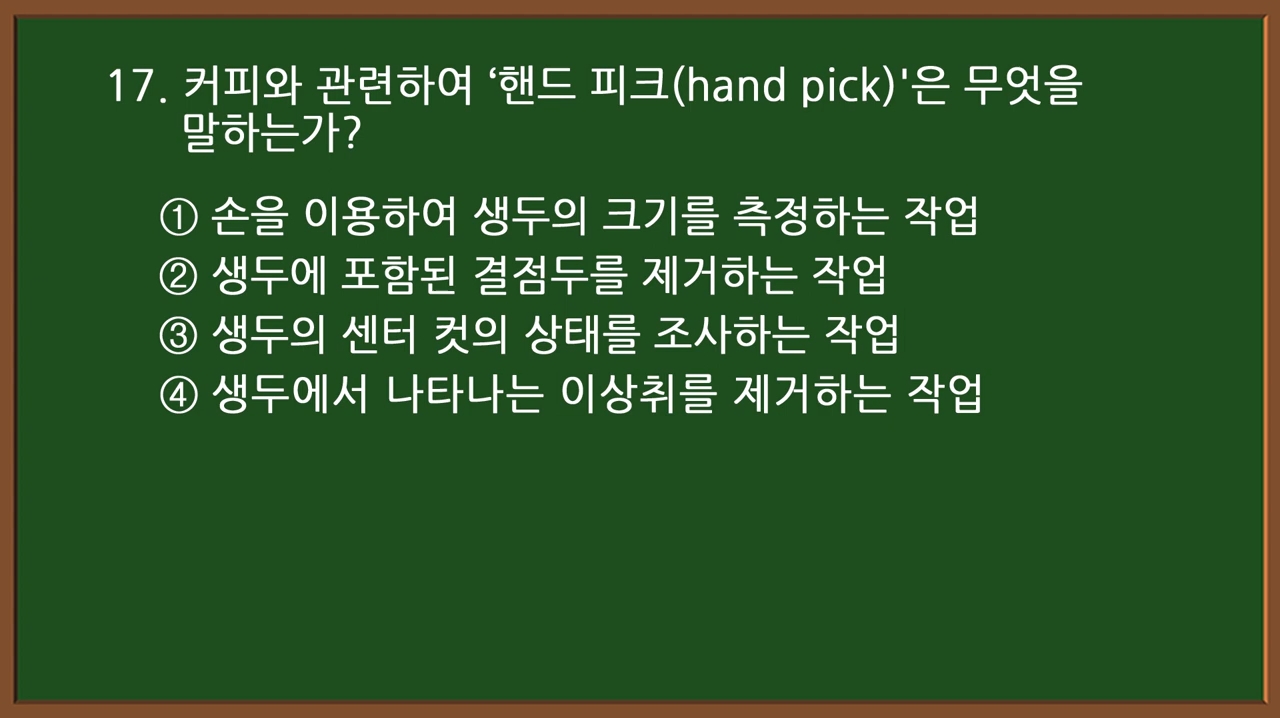 17. 커피와 관련하여 ‘핸드 피크(hand pick)'은 무엇을
말하는가?
① 손을 이용하여 생두의 크기를 측정하는 작업
② 생두에 포함된 결점두를 제거하는 작업
③ 생두의 센터 컷의 상태를 조사하는 작업
④ 생두에서 나타나는 이상취를 제거하는 작업